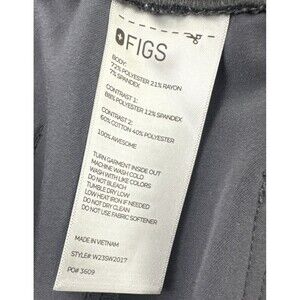 FIGS
BODY:
72% POLYESTER 21% RAYON
7% SPANDEX
CONTRAST 1:
88% POLYESTER 12% SPANDEX
CONTRAST 2:
60% COTTON 40% POLYESTER
100% AWESOME
TURN GARMENT INSIDE OUT
MACHINE WASH COLD
WASH WITH LIKE COLORS
DO NOT BLEACH
TUMBLE DRY LOW
LOW HEAT IRON IF NEEDED
DO NOT DRY CLEAN
DO NOT USE FABRIC SOFTENER
MADE IN VIETNAM
STYLE# W23SW2017
PO# 3609